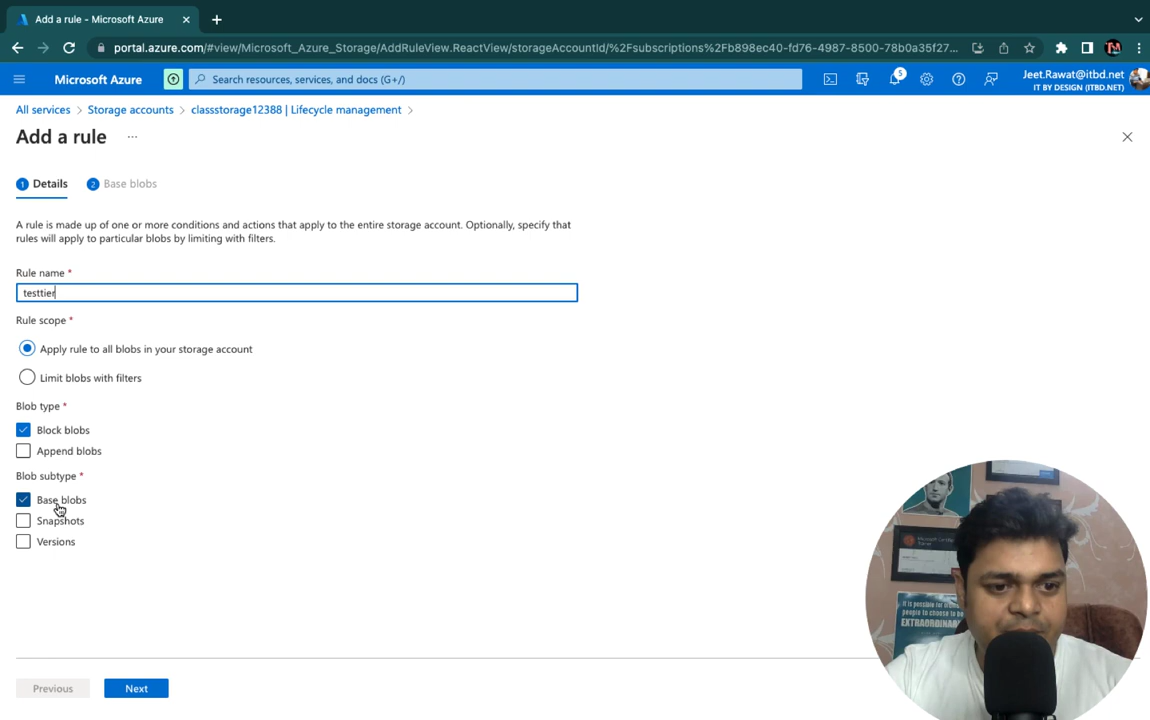 Add a rule - Microsoft Azure
portal.azure.com/#view/Microsoft_Azure_Storage/AddRuleView.ReactView/storageAccountId/%2Fsubscriptions%2Fb898ec40-fd76-4987-8500-78b0a35f27...
Microsoft Azure
Search resources, services, and docs (G+/)
5
Jeet.Rawat@itbd.net
IT BY DESIGN (ITBD.NET)
All services > Storage accounts > classstorage12388 | Lifecycle management >
Add a rule ...
1 Details
2 Base blobs
A rule is made up of one or more conditions and actions that apply to the entire storage account. Optionally, specify that
rules will apply to particular blobs by limiting with filters.
Rule name *
testtier
Rule scope *
Apply rule to all blobs in your storage account
Limit blobs with filters
Blob type *
Block blobs
Append blobs
Blob subtype *
Base blobs
Snapshots
Versions
Previous
Next
EXTRAORDINAR